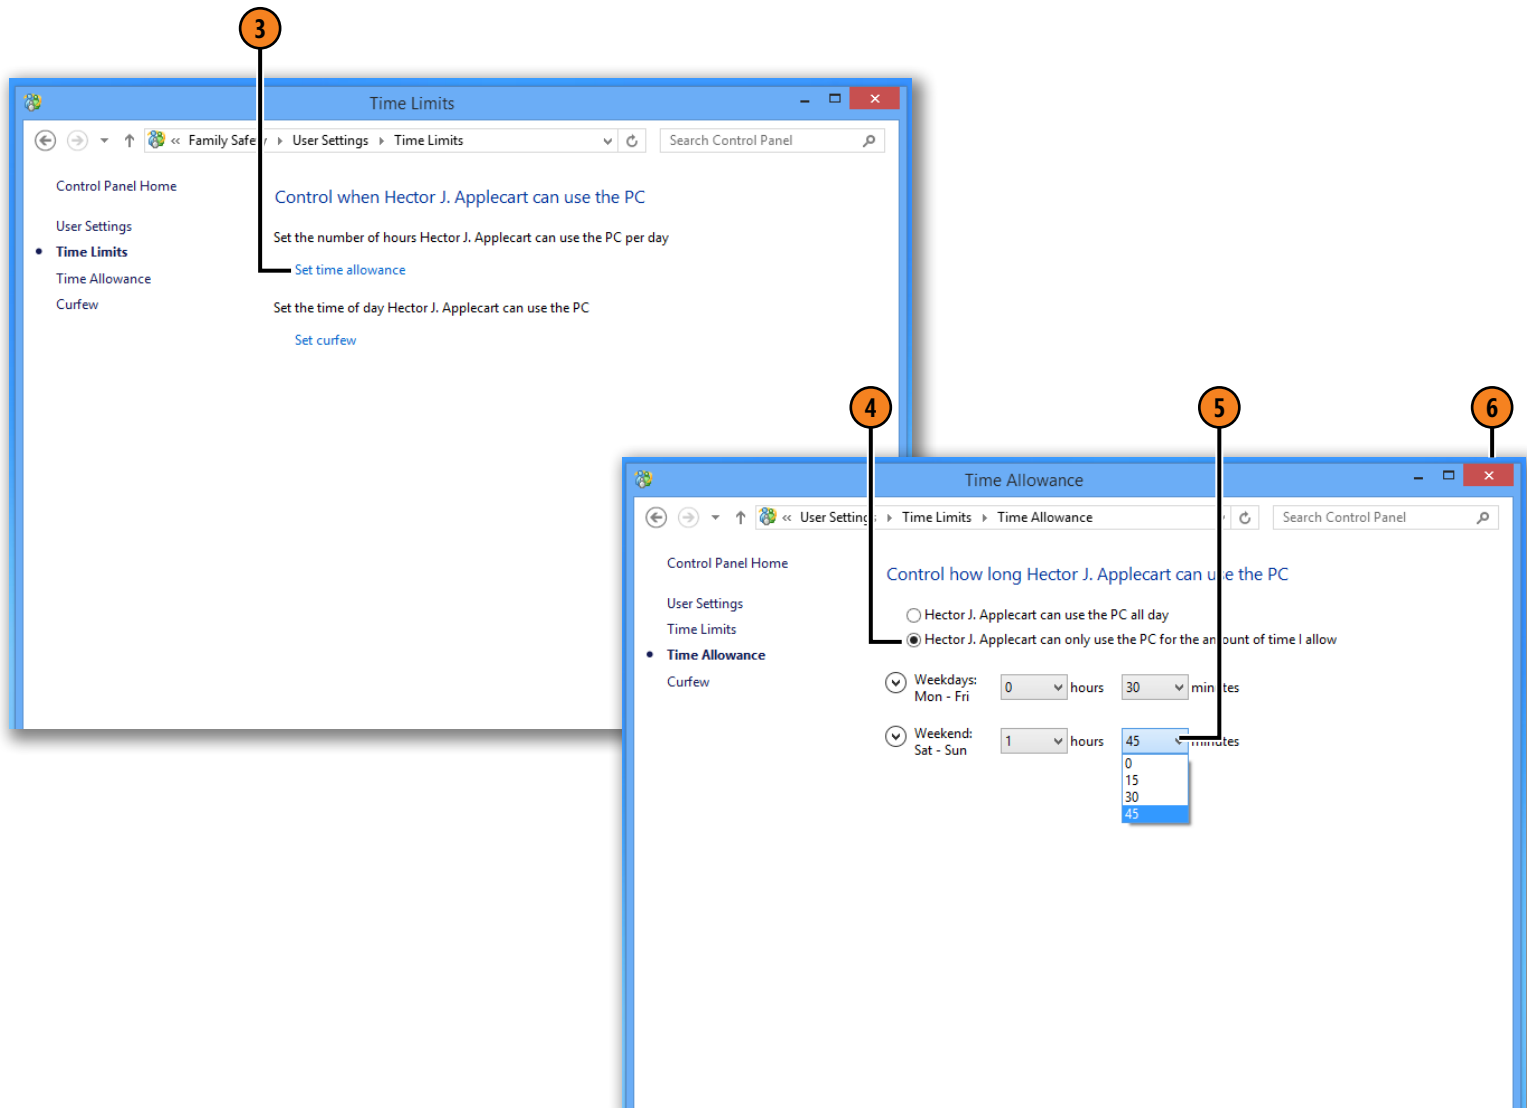 3
Time Limits
« Family Safe y › User Settings › Time Limits
Search Control Panel
Control Panel Home
User Settings
Time Limits
Time Allowance
Curfew
Control when Hector J. Applecart can use the PC
Set the number of hours Hector J. Applecart can use the PC per day
Set time allowance
Set the time of day Hector J. Applecart can use the PC
Set curfew
4
5
6
Time Allowance
« User Settings › Time Limits › Time Allowance
Search Control Panel
Control Panel Home
User Settings
Time Limits
Time Allowance
Curfew
Control how long Hector J. Applecart can use the PC
Hector J. Applecart can use the PC all day
Hector J. Applecart can only use the PC for the amount of time I allow
Weekdays:
Mon - Fri
0 hours 30 minutes
Weekend:
Sat - Sun
1 hours 45 minutes
0
15
30
45